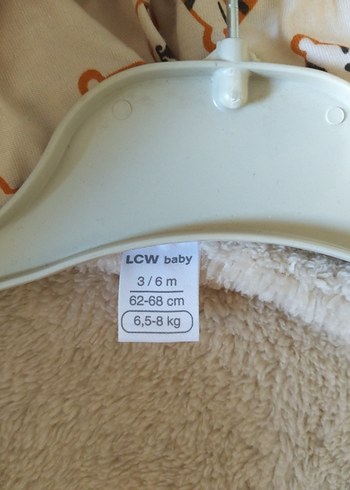 LCW baby
3 / 6 m
62-68 cm
6,5-8 kg